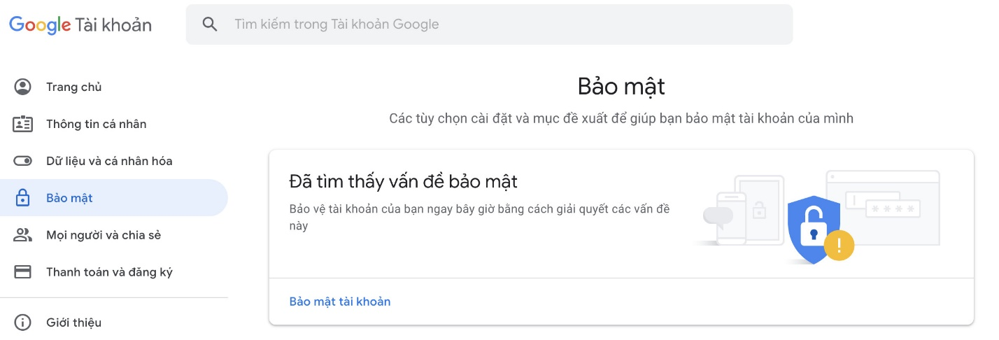 Google Tài khoản
Tìm kiếm trong Tài khoản Google
Trang chủ
Thông tin cá nhân
Dữ liệu và cá nhân hóa
Bảo mật
Mọi người và chia sẻ
Thanh toán và đăng ký
Giới thiệu
Bảo mật
Các tùy chọn cài đặt và mục đề xuất để giúp bạn bảo mật tài khoản của mình
Đã tìm thấy vấn đề bảo mật
Bảo vệ tài khoản của bạn ngay bây giờ bằng cách giải quyết các vấn đề
này
Bảo mật tài khoản